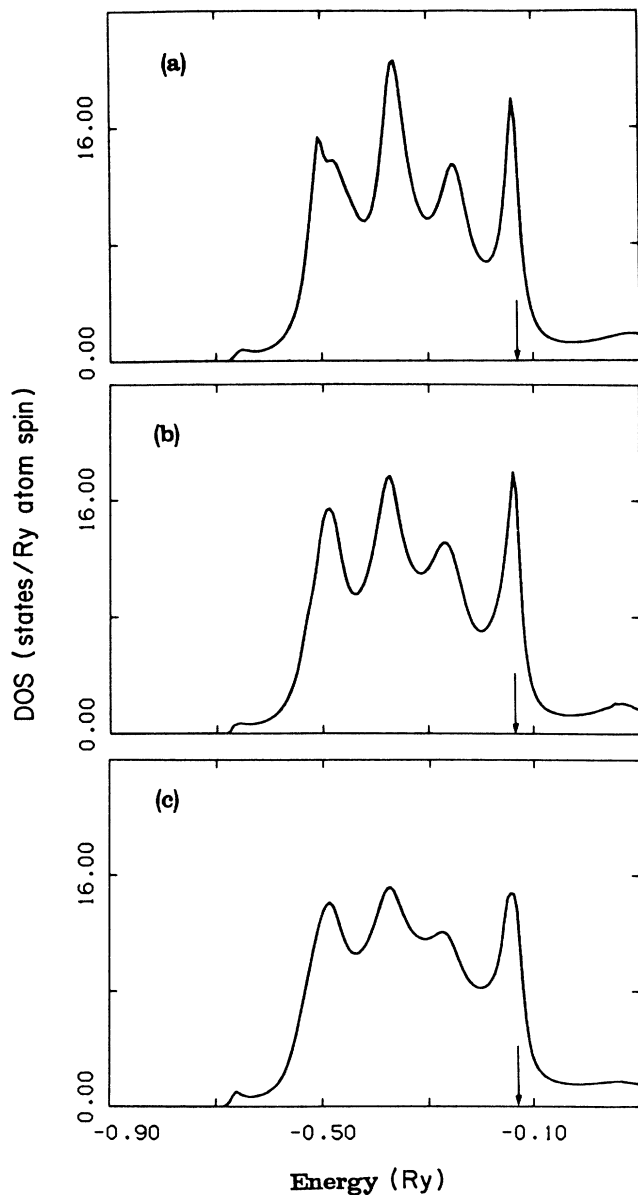 (a)
16.00
0.00
(b)
16.00
0.00
(c)
16.00
0.00
DOS (states/Ry atom spin)
-0.90 -0.50 -0.10
Energy (Ry)